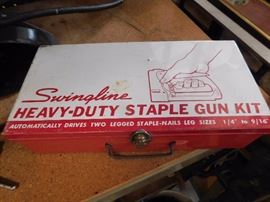 Swingline
HEAVY-DUTY STAPLE GUN KIT
AUTOMATICALLY DRIVES TWO LEGGED STAPLE-NAILS LEG SIZES 1/4" to 9/16"